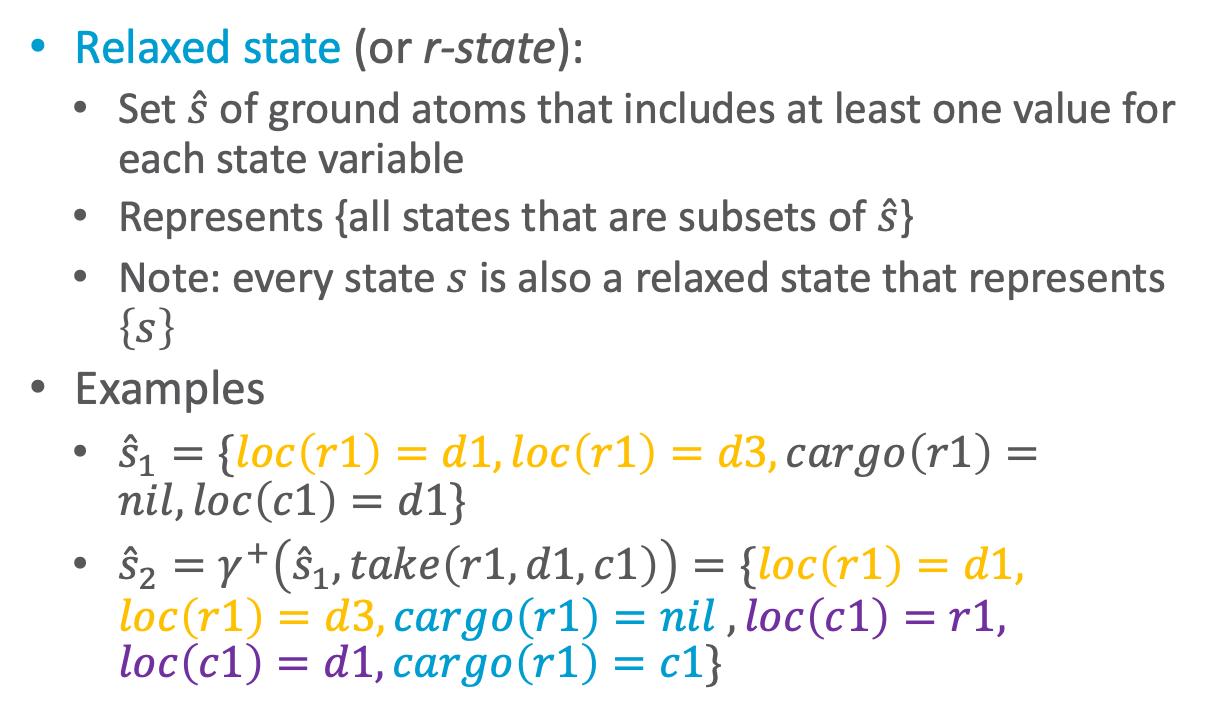 • Relaxed state (or r-state):
• Set ŝ of ground atoms that includes at least one value for
each state variable
• Represents {all states that are subsets of ŝ}
• Note: every state s is also a relaxed state that represents
{s}
• Examples
• ŝ₁ = {loc(r1) = d1, loc(r1) = d3, cargo(r1) =
nil, loc(c1) = d1}
• ŝ₂ = γ⁺(ŝ₁, take(r1, d1, c1)) = {loc(r1) = d1,
loc(r1) = d3, cargo(r1) = nil , loc(c1) = r1,
loc(c1) = d1, cargo(r1) = c1}